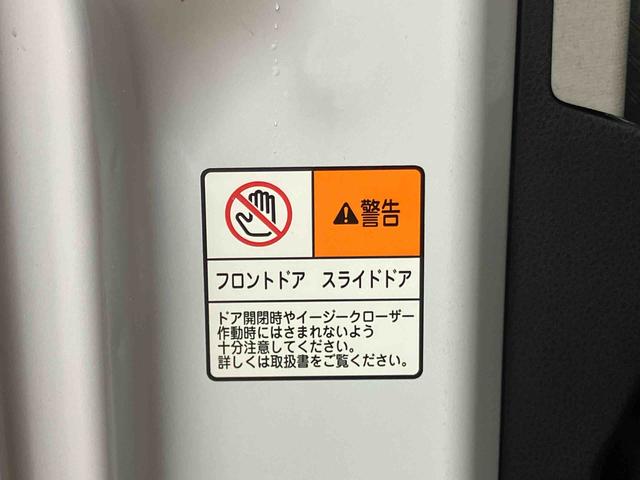 警告
フロントドア　スライドドア
ドア開閉時やイージークローザー
作動時にはさまれないよう
十分注意してください。
詳しくは取扱書をご覧ください。